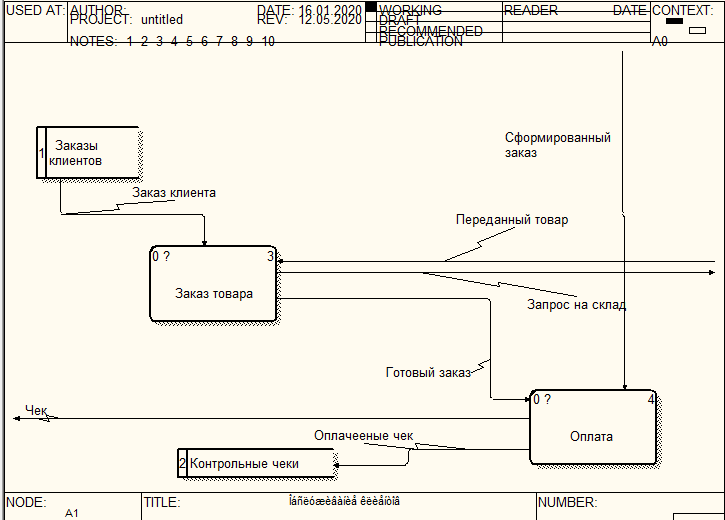 USED AT: AUTHOR: DATE: 16.01.2020 WORKING READER DATE CONTEXT:
PROJECT: untitled REV: 12.05.2020 DRAFT
RECOMMENDED
NOTES: 1 2 3 4 5 6 7 8 9 10 PUBLICATION A0
Сформированный
заказ
1 Заказы
клиентов
Заказ клиента
Переданный товар
0 ? 3
Заказ товара
Запрос на склад
Готовый заказ
0 ? 4
Оплата
Чек
Оплачееные чек
2 Контрольные чеки
NODE: TITLE: Îáñëóæèâàíèå êëèåíòîâ NUMBER:
A1